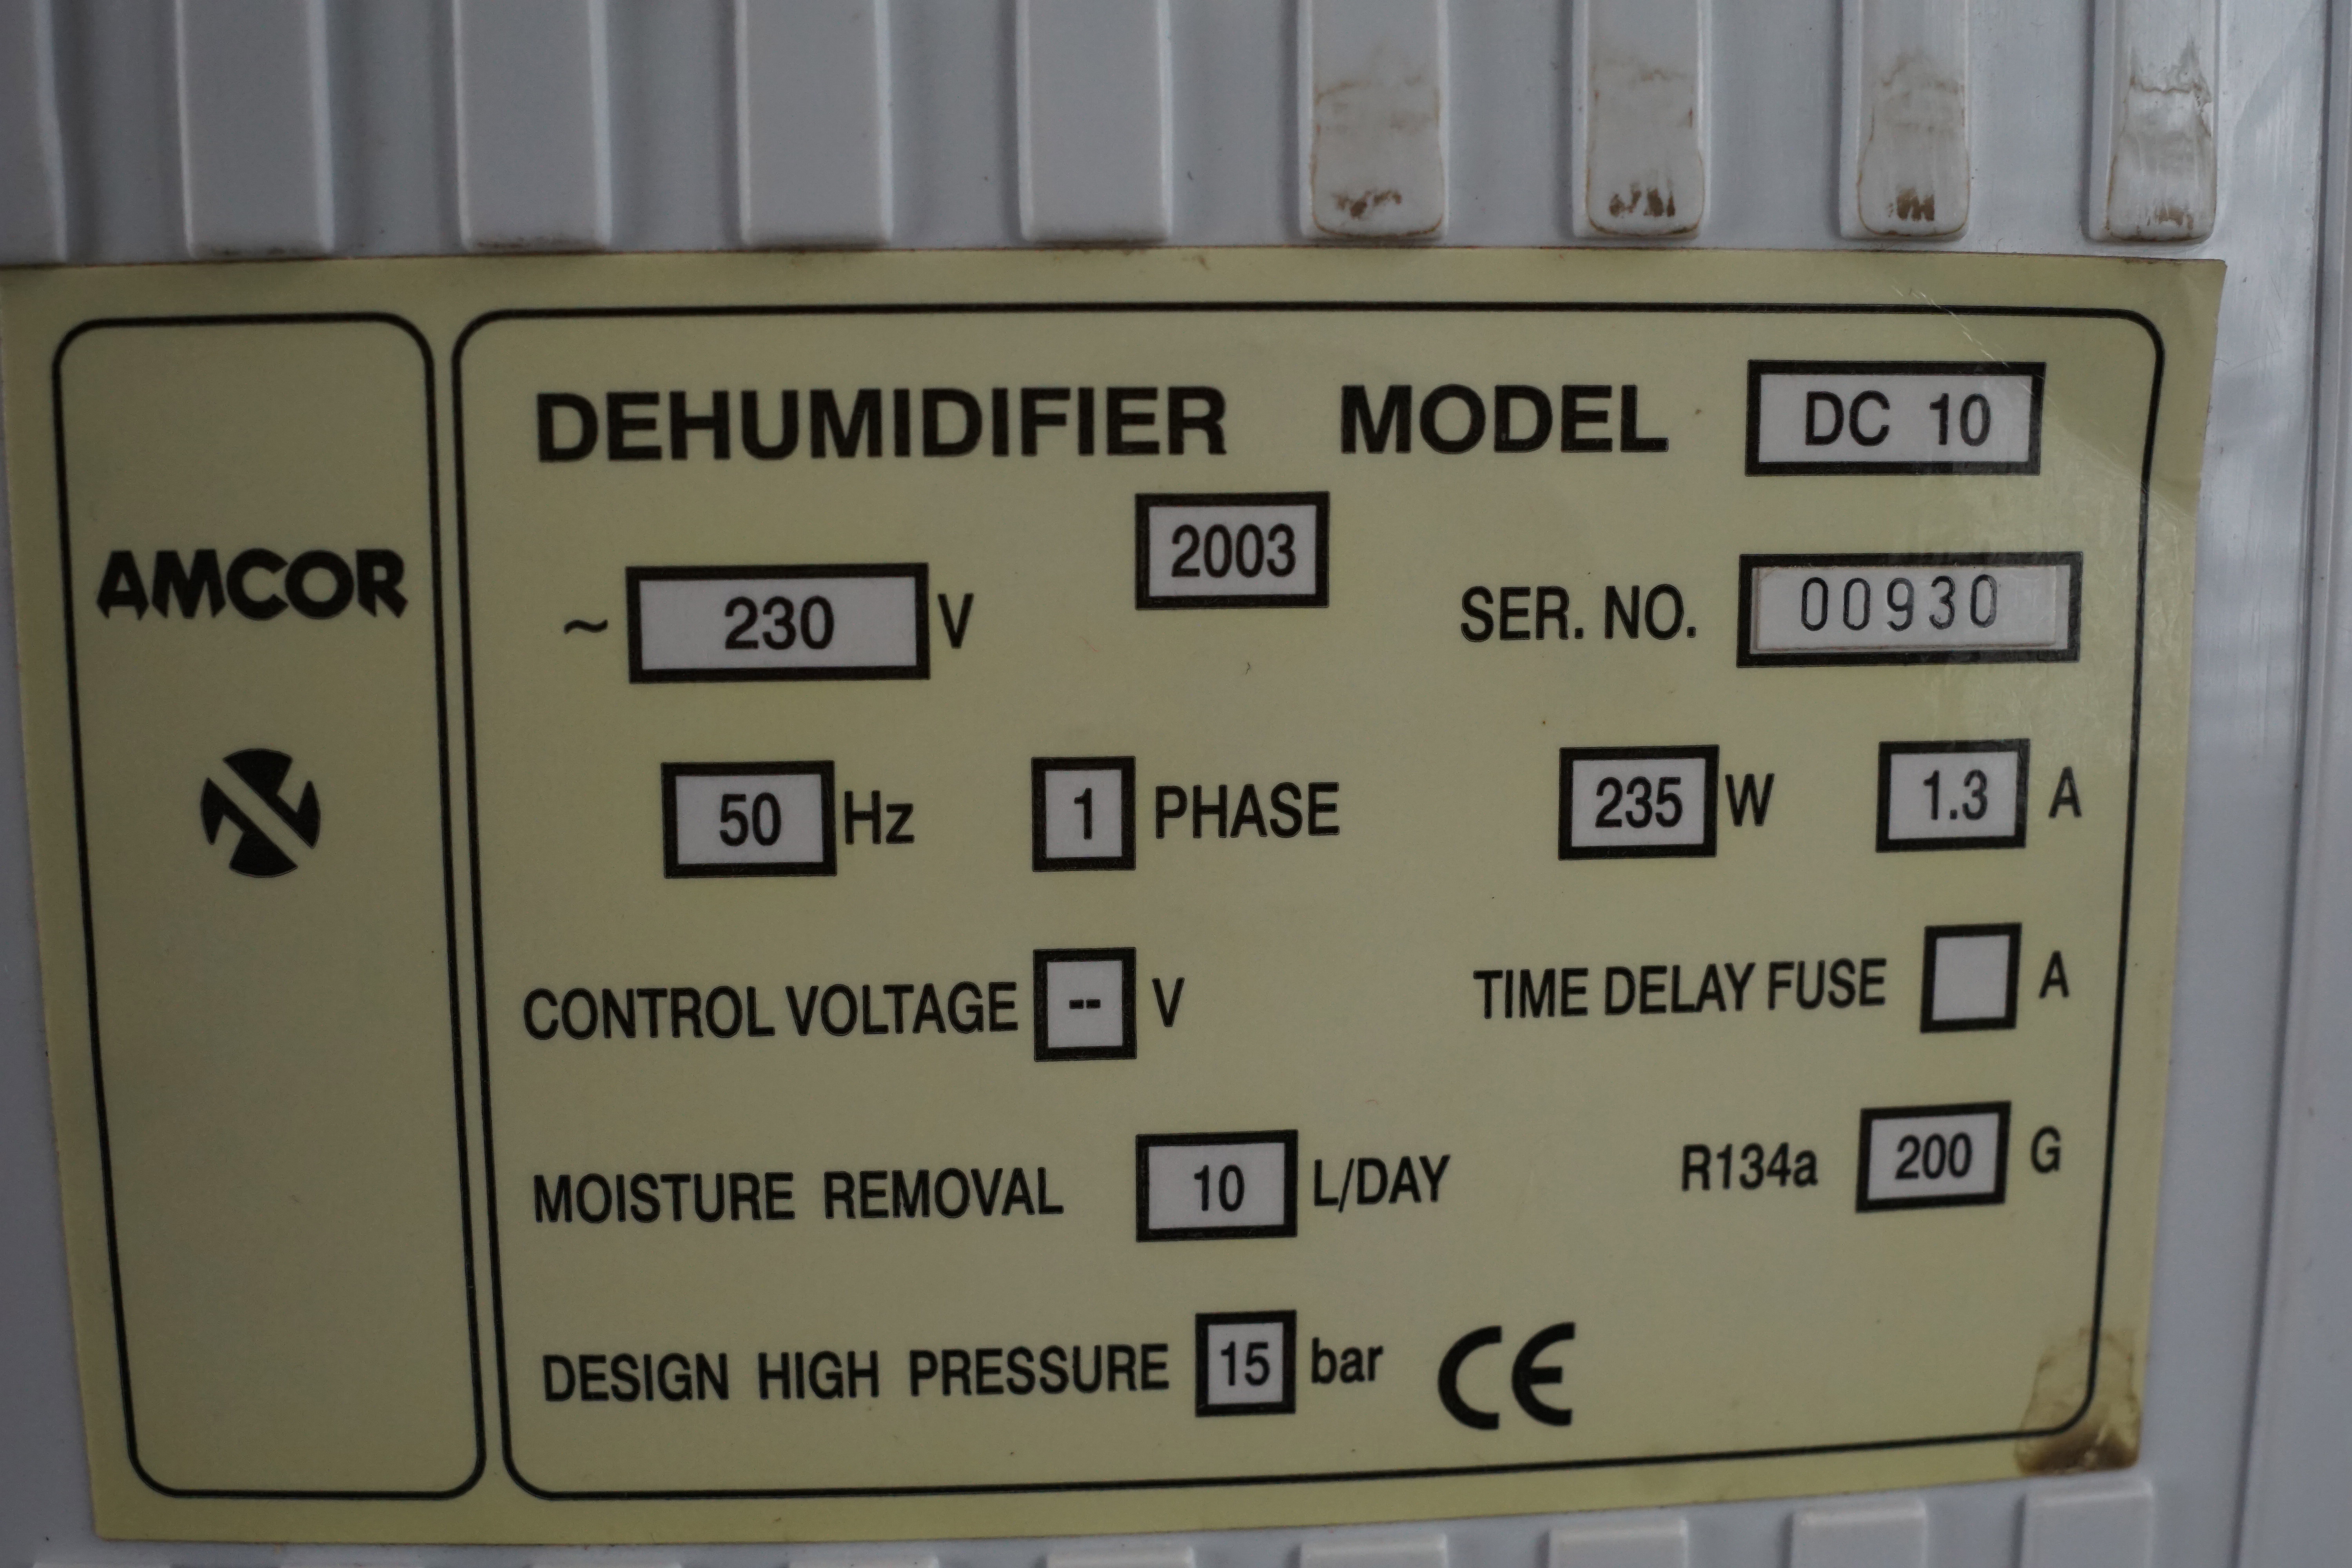 AMCOR
DEHUMIDIFIER MODEL DC 10
2003
~ 230 V
SER. NO. 00930
50 Hz 1 PHASE 235 W 1.3 A
CONTROL VOLTAGE -- V TIME DELAY FUSE A
MOISTURE REMOVAL 10 L/DAY R134a 200 G
DESIGN HIGH PRESSURE 15 bar CE